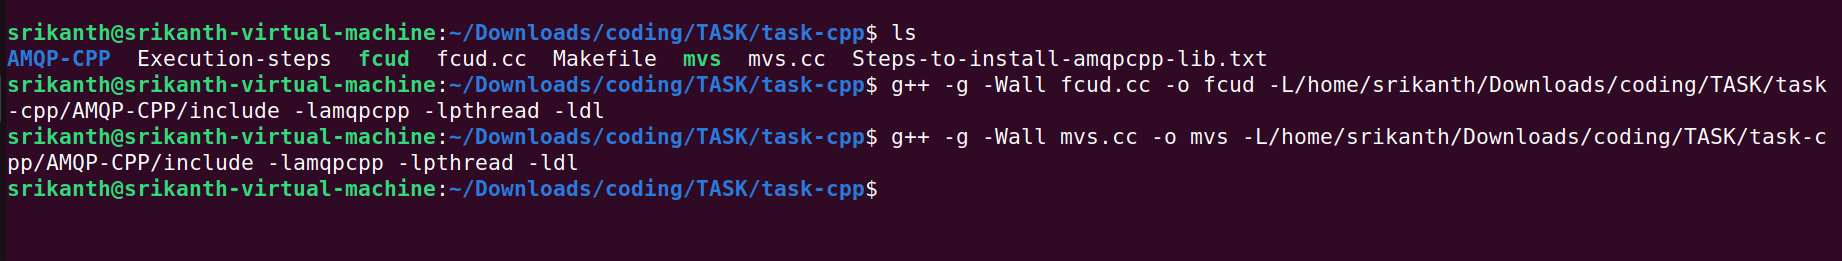 srikanth@srikanth-virtual-machine:~/Downloads/coding/TASK/task-cpp$ ls
AMQP-CPP  Execution-steps  fcud  fcud.cc  Makefile  mvs  mvs.cc  Steps-to-install-amqpcpp-lib.txt
srikanth@srikanth-virtual-machine:~/Downloads/coding/TASK/task-cpp$ g++ -g -Wall fcud.cc -o fcud -L/home/srikanth/Downloads/coding/TASK/task
-cpp/AMQP-CPP/include -lamqpcpp -lpthread -ldl
srikanth@srikanth-virtual-machine:~/Downloads/coding/TASK/task-cpp$ g++ -g -Wall mvs.cc -o mvs -L/home/srikanth/Downloads/coding/TASK/task-c
pp/AMQP-CPP/include -lamqpcpp -lpthread -ldl
srikanth@srikanth-virtual-machine:~/Downloads/coding/TASK/task-cpp$